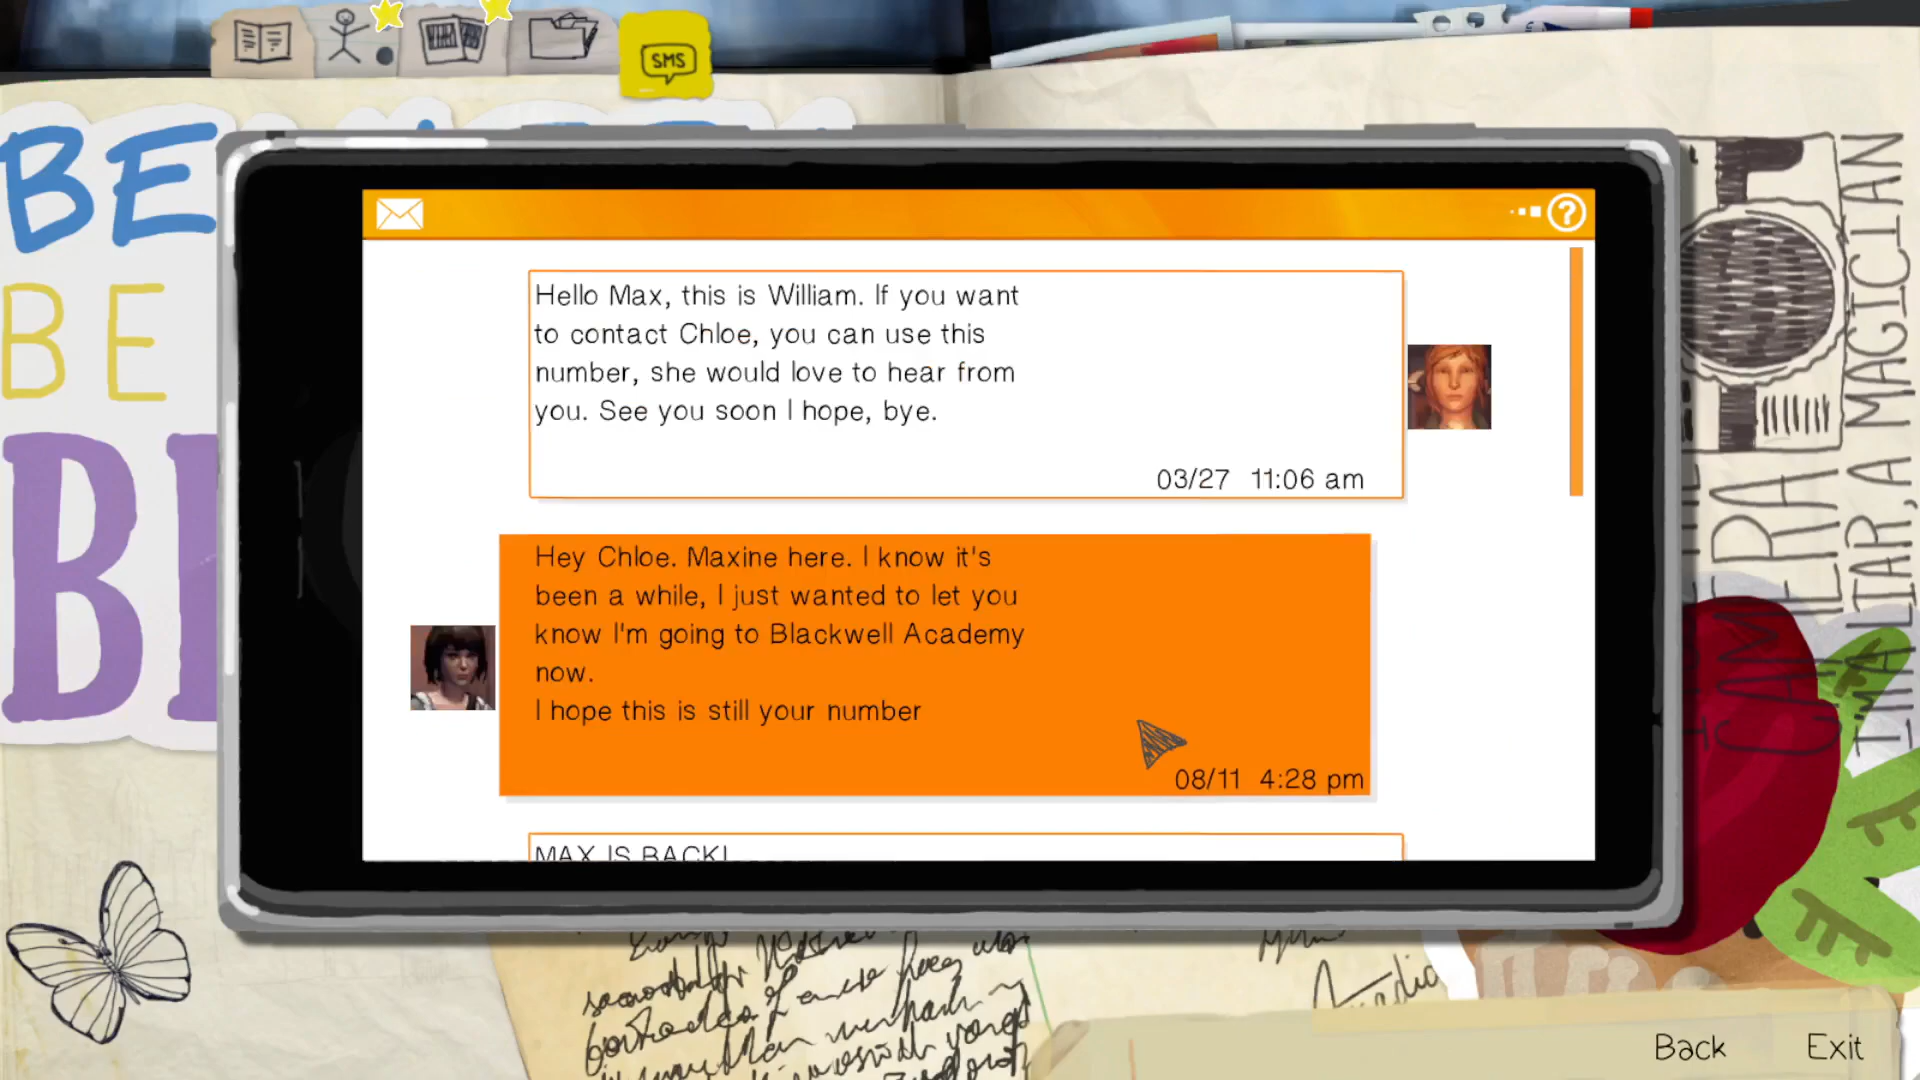 SMS
BE
BE
Hello Max, this is William. If you want
to contact Chloe, you can use this
number, she would love to hear from
you. See you soon I hope, bye.
03/27 11:06 am
Hey Chloe. Maxine here. I know it's
been a while, I just wanted to let you
know I'm going to Blackwell Academy
now.
I hope this is still your number
08/11 4:28 pm
MAX IS BACK!
CAMERA
I'M A LIAR, A MAGICIAN
Back Exit